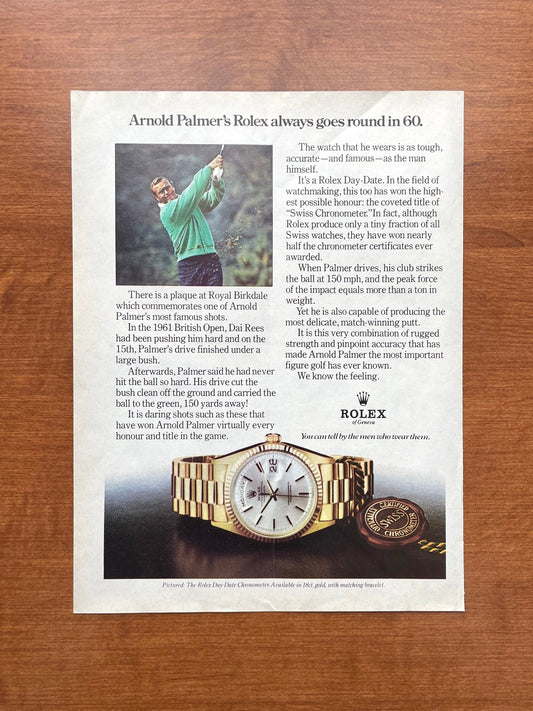 Arnold Palmer's Rolex always goes round in 60.
There is a plaque at Royal Birkdale
which commemorates one of Arnold
Palmer's most famous shots.
In the 1961 British Open, Dai Rees
had been pushing him hard and on the
15th, Palmer's drive finished under a
large bush.
Afterwards, Palmer said he had never
hit the ball so hard. His drive cut the
bush clean off the ground and carried the
ball to the green, 150 yards away!
It is daring shots such as these that
have won Arnold Palmer virtually every
honour and title in the game.
The watch that he wears is as tough,
accurate—and famous—as the man
himself.
It's a Rolex Day-Date. In the field of
watchmaking, this too has won the high-
est possible honour: the coveted title of
"Swiss Chronometer." In fact, although
Rolex produce only a tiny fraction of all
Swiss watches, they have won nearly
half the chronometer certificates ever
awarded.
When Palmer drives, his club strikes
the ball at 150 mph, and the peak force
of the impact equals more than a ton in
weight.
Yet he is also capable of producing the
most delicate, match-winning putt.
It is this very combination of rugged
strength and pinpoint accuracy that has
made Arnold Palmer the most important
figure golf has ever known.
We know the feeling.
ROLEX
of Geneva
You can tell by the men who wear them.
CERTIFIED
SWISS
CHRONOMETER
Pictured: The Rolex Day-Date Chronometer. Available in 18ct. gold, with matching bracelet.